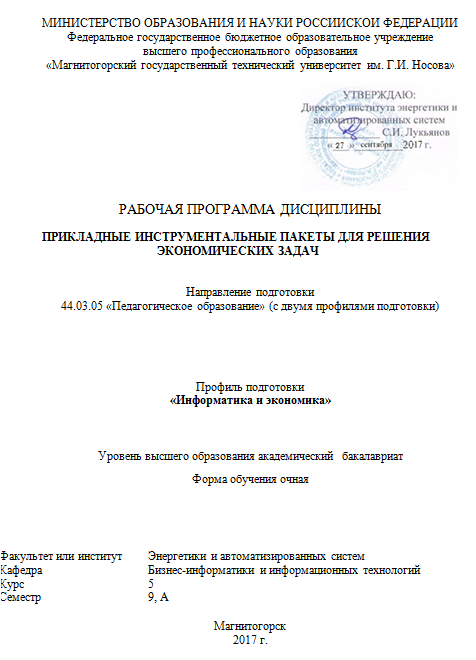 МИНИСТЕРСТВО ОБРАЗОВАНИЯ И НАУКИ РОССИЙСКОЙ ФЕДЕРАЦИИ
Федеральное государственное бюджетное образовательное учреждение
высшего профессионального образования
«Магнитогорский государственный технический университет им. Г.И. Носова»
УТВЕРЖДАЮ:
Директор института энергетики и
автоматизированных систем
С.И. Лукьянов
« 27 » сентября 2017 г.
РАБОЧАЯ ПРОГРАММА ДИСЦИПЛИНЫ
ПРИКЛАДНЫЕ ИНСТРУМЕНТАЛЬНЫЕ ПАКЕТЫ ДЛЯ РЕШЕНИЯ
ЭКОНОМИЧЕСКИХ ЗАДАЧ
Направление подготовки
44.03.05 «Педагогическое образование» (с двумя профилями подготовки)
Профиль подготовки
«Информатика и экономика»
Уровень высшего образования академический бакалавриат
Форма обучения очная
Факультет или институт Энергетики и автоматизированных систем
Кафедра Бизнес-информатики и информационных технологий
Курс 5
Семестр 9, А
Магнитогорск
2017 г.